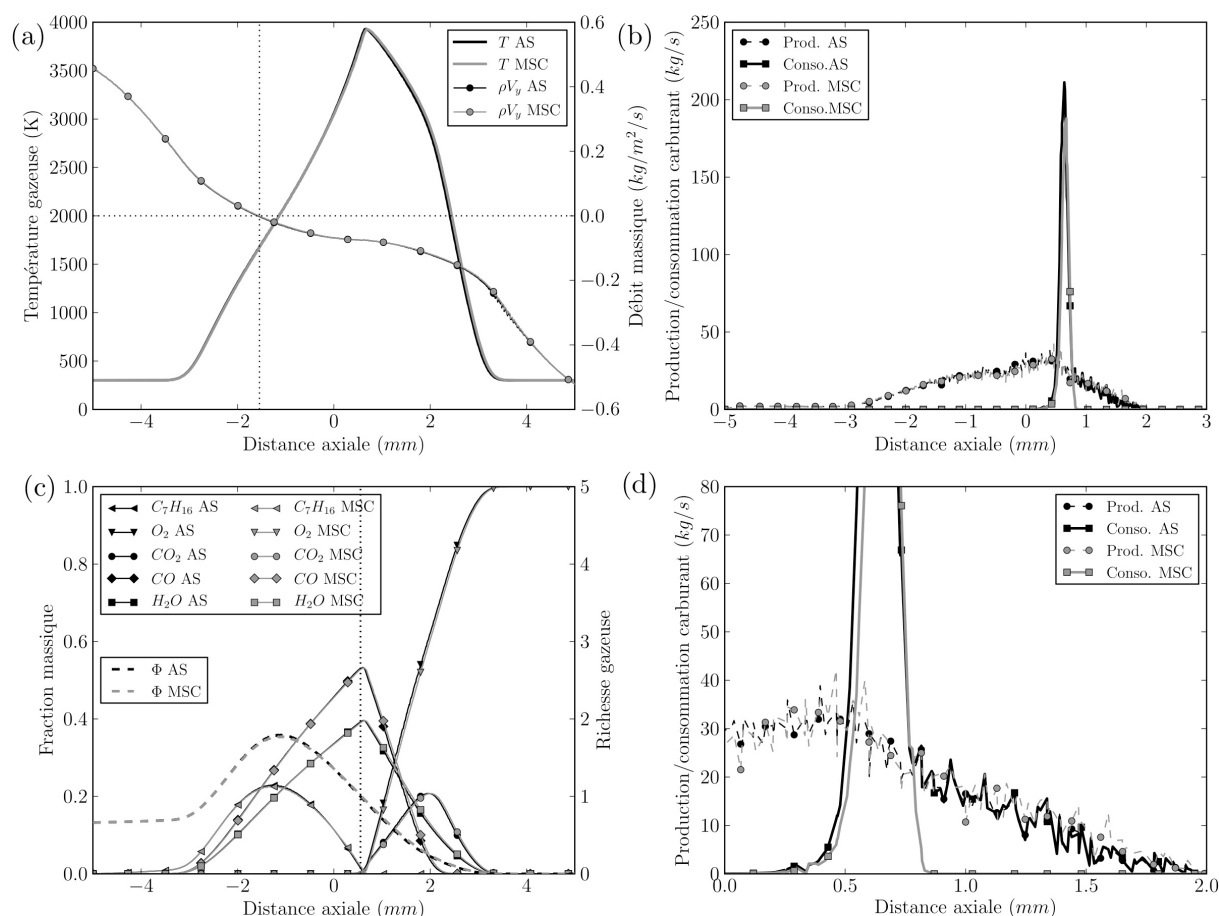 (a)
Température gazeuse (K)
4000
3500
3000
2500
2000
1500
1000
500
0
T AS
T MSC
ρV_y AS
ρV_y MSC
0.6
0.4
0.2
0.0
−0.2
−0.4
−0.6
Débit massique (kg/m²/s)
−4 −2 0 2 4
Distance axiale (mm)
(b)
Production/consommation carburant (kg/s)
250
200
150
100
50
0
Prod. AS
Conso.AS
Prod. MSC
Conso.MSC
−5 −4 −3 −2 −1 0 1 2 3
Distance axiale (mm)
(c)
Fraction massique
1.0
0.8
0.6
0.4
0.2
0.0
C₇H₁₆ AS C₇H₁₆ MSC
O₂ AS O₂ MSC
CO₂ AS CO₂ MSC
CO AS CO MSC
H₂O AS H₂O MSC
Φ AS
Φ MSC
5
4
3
2
1
0
Richesse gazeuse
−4 −2 0 2 4
Distance axiale (mm)
(d)
Production/consommation carburant (kg/s)
80
70
60
50
40
30
20
10
0
Prod. AS
Conso. AS
Prod. MSC
Conso. MSC
0.0 0.5 1.0 1.5 2.0
Distance axiale (mm)